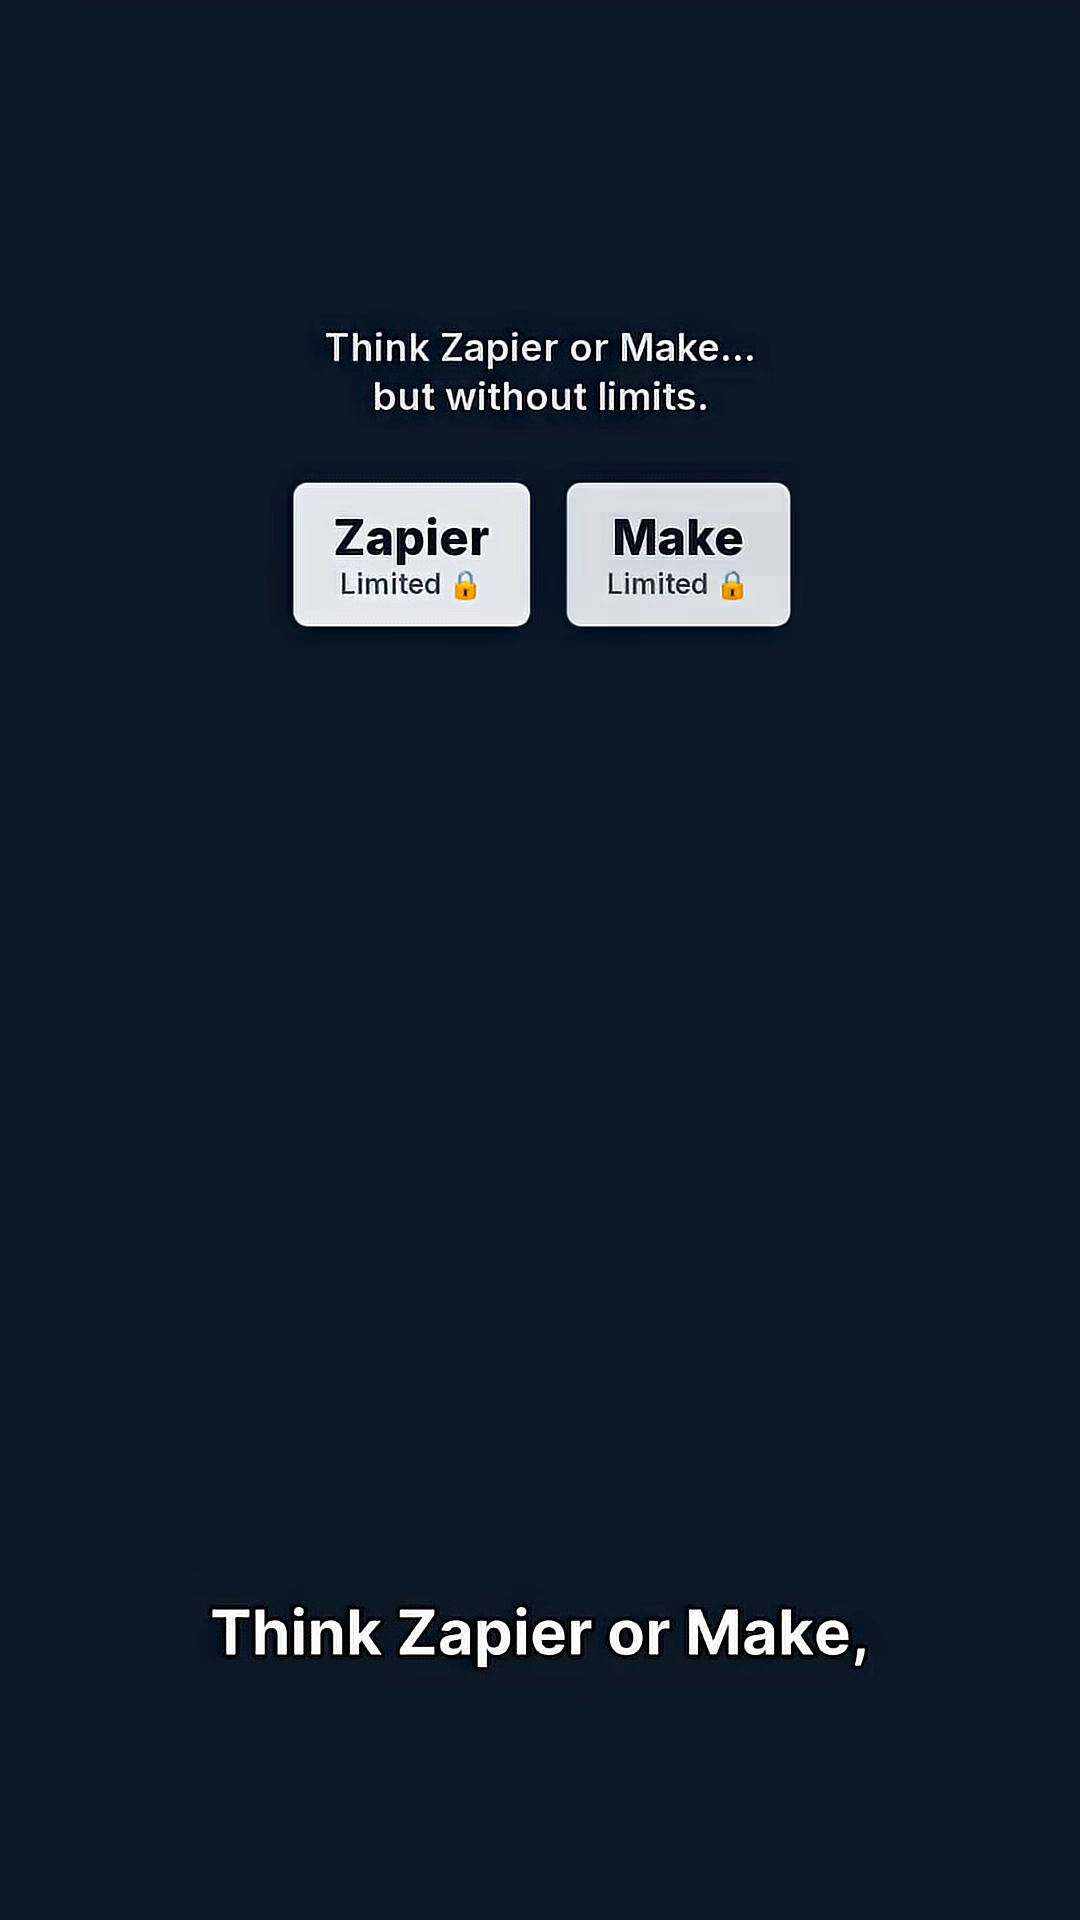 Think Zapier or Make...
but without limits.
Zapier
Limited 🔒
Make
Limited 🔒
Think Zapier or Make,